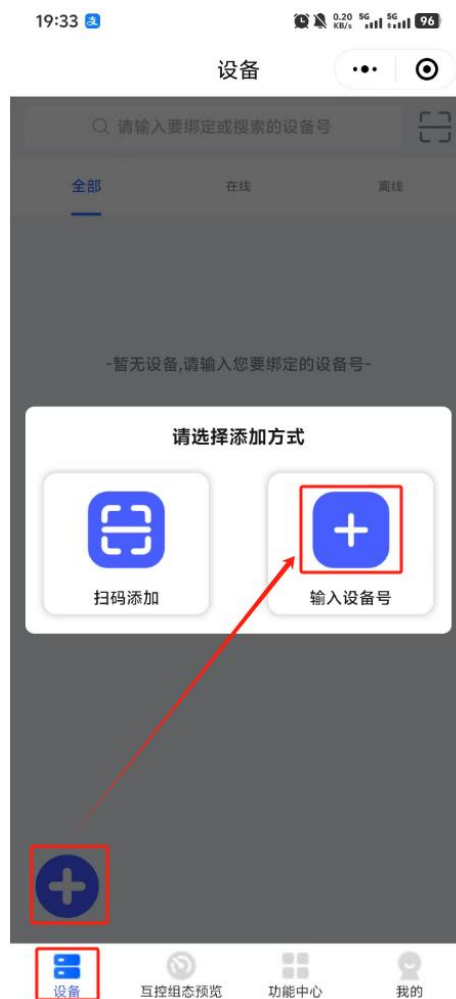 19:33 0.20 KB/s 5G 5G 96
设备
请输入要绑定或搜索的设备号
全部 在线 离线
-暂无设备,请输入您要绑定的设备号-
请选择添加方式
扫码添加 输入设备号
设备 互控组态预览 功能中心 我的